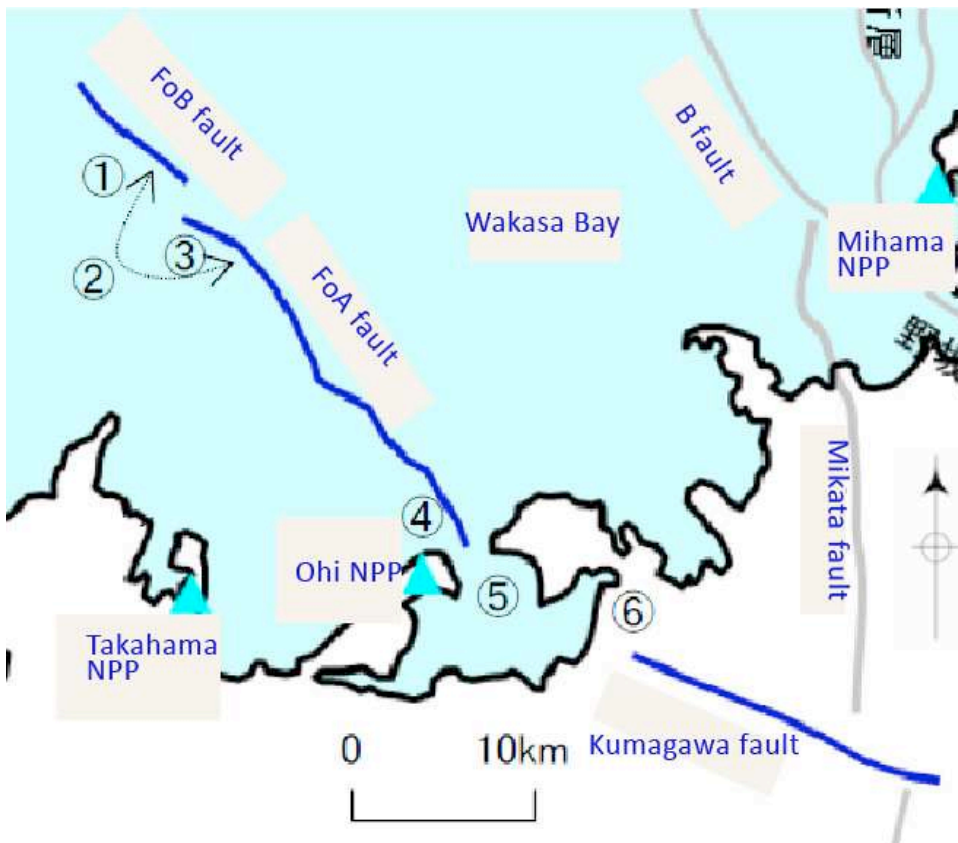 FoB fault
B fault
Wakasa Bay
①
②
③
FoA fault
Mihama
NPP
Mikata fault
④
Ohi NPP
⑤
⑥
Takahama
NPP
Kumagawa fault
0 10km